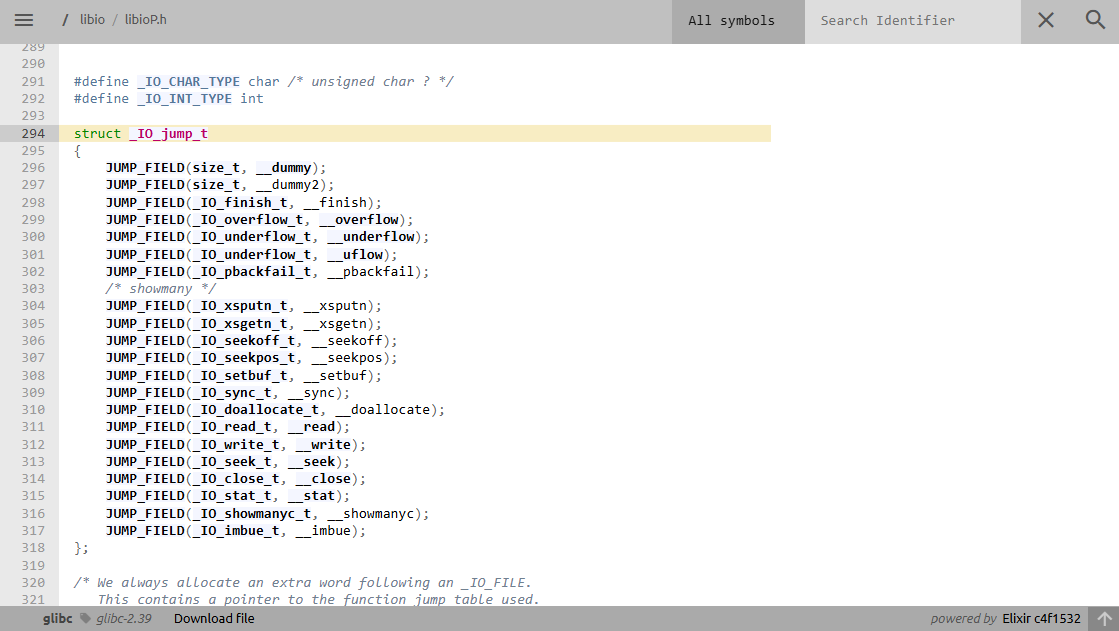 / libio / libioP.h All symbols Search Identifier
289
290
291 #define _IO_CHAR_TYPE char /* unsigned char ? */
292 #define _IO_INT_TYPE int
293
294 struct _IO_jump_t
295 {
296 JUMP_FIELD(size_t, __dummy);
297 JUMP_FIELD(size_t, __dummy2);
298 JUMP_FIELD(_IO_finish_t, __finish);
299 JUMP_FIELD(_IO_overflow_t, __overflow);
300 JUMP_FIELD(_IO_underflow_t, __underflow);
301 JUMP_FIELD(_IO_underflow_t, __uflow);
302 JUMP_FIELD(_IO_pbackfail_t, __pbackfail);
303 /* showmany */
304 JUMP_FIELD(_IO_xsputn_t, __xsputn);
305 JUMP_FIELD(_IO_xsgetn_t, __xsgetn);
306 JUMP_FIELD(_IO_seekoff_t, __seekoff);
307 JUMP_FIELD(_IO_seekpos_t, __seekpos);
308 JUMP_FIELD(_IO_setbuf_t, __setbuf);
309 JUMP_FIELD(_IO_sync_t, __sync);
310 JUMP_FIELD(_IO_doallocate_t, __doallocate);
311 JUMP_FIELD(_IO_read_t, __read);
312 JUMP_FIELD(_IO_write_t, __write);
313 JUMP_FIELD(_IO_seek_t, __seek);
314 JUMP_FIELD(_IO_close_t, __close);
315 JUMP_FIELD(_IO_stat_t, __stat);
316 JUMP_FIELD(_IO_showmanyc_t, __showmanyc);
317 JUMP_FIELD(_IO_imbue_t, __imbue);
318 };
319
320 /* We always allocate an extra word following an _IO_FILE.
321 This contains a pointer to the function jump table used.
glibc glibc-2.39 Download file powered by Elixir c4f1532